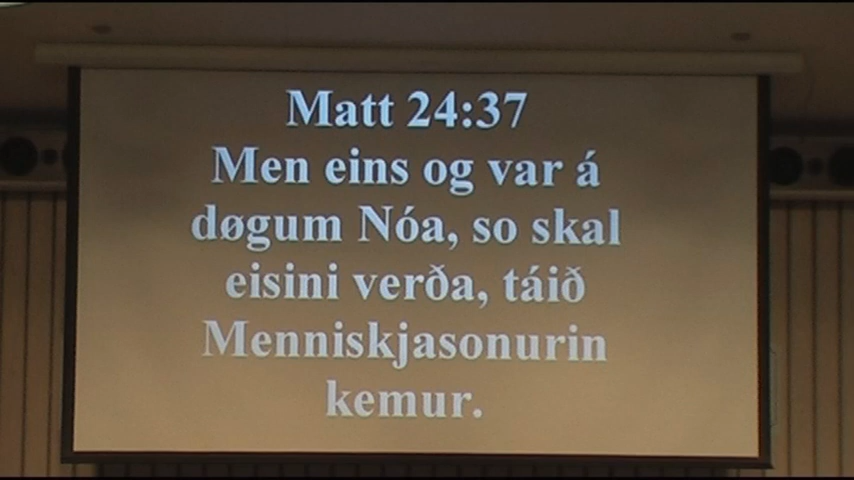 Matt 24:37
Men eins og var á
døgum Nóa, so skal
eisini verða, táið
Menniskjasonurin
kemur.